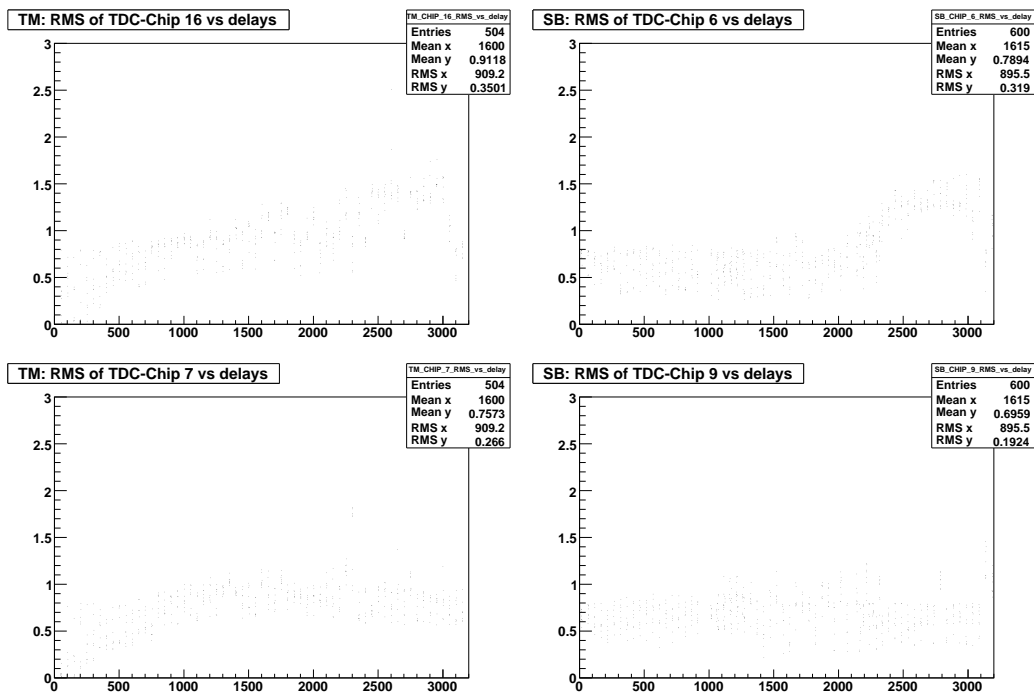 TM: RMS of TDC-Chip 16 vs delays
TM_CHIP_16_RMS_vs_delay
Entries 504
Mean x 1600
Mean y 0.9118
RMS x 909.2
RMS y 0.3501
3
2.5
2
1.5
1
0.5
0
0 500 1000 1500 2000 2500 3000
SB: RMS of TDC-Chip 6 vs delays
SB_CHIP_6_RMS_vs_delay
Entries 600
Mean x 1615
Mean y 0.7894
RMS x 895.5
RMS y 0.319
3
2.5
2
1.5
1
0.5
0
0 500 1000 1500 2000 2500 3000
TM: RMS of TDC-Chip 7 vs delays
TM_CHIP_7_RMS_vs_delay
Entries 504
Mean x 1600
Mean y 0.7573
RMS x 909.2
RMS y 0.266
3
2.5
2
1.5
1
0.5
0
0 500 1000 1500 2000 2500 3000
SB: RMS of TDC-Chip 9 vs delays
SB_CHIP_9_RMS_vs_delay
Entries 600
Mean x 1615
Mean y 0.6959
RMS x 895.5
RMS y 0.1924
3
2.5
2
1.5
1
0.5
0
0 500 1000 1500 2000 2500 3000